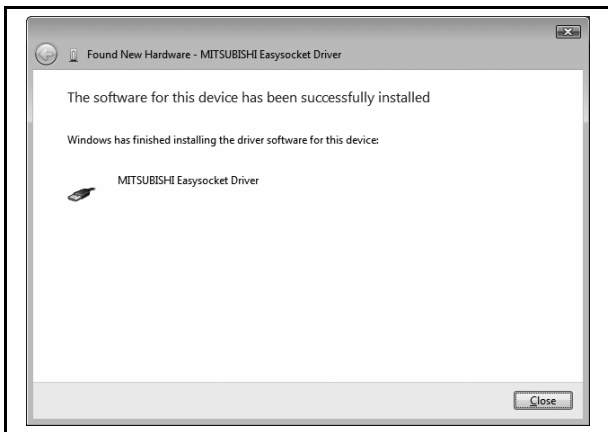 Found New Hardware - MITSUBISHI Easysocket Driver
The software for this device has been successfully installed
Windows has finished installing the driver software for this device:
MITSUBISHI Easysocket Driver
Close